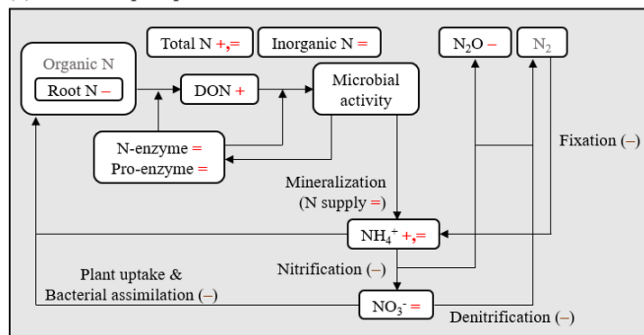 Total N +,=
Inorganic N =
N₂O –
N₂
Organic N
Root N –
DON +
Microbial
activity
N-enzyme =
Pro-enzyme =
Fixation (–)
Mineralization
(N supply =)
NH₄⁺ +,=
Nitrification (–)
Plant uptake &
Bacterial assimilation (–)
NO₃⁻ =
Denitrification (–)